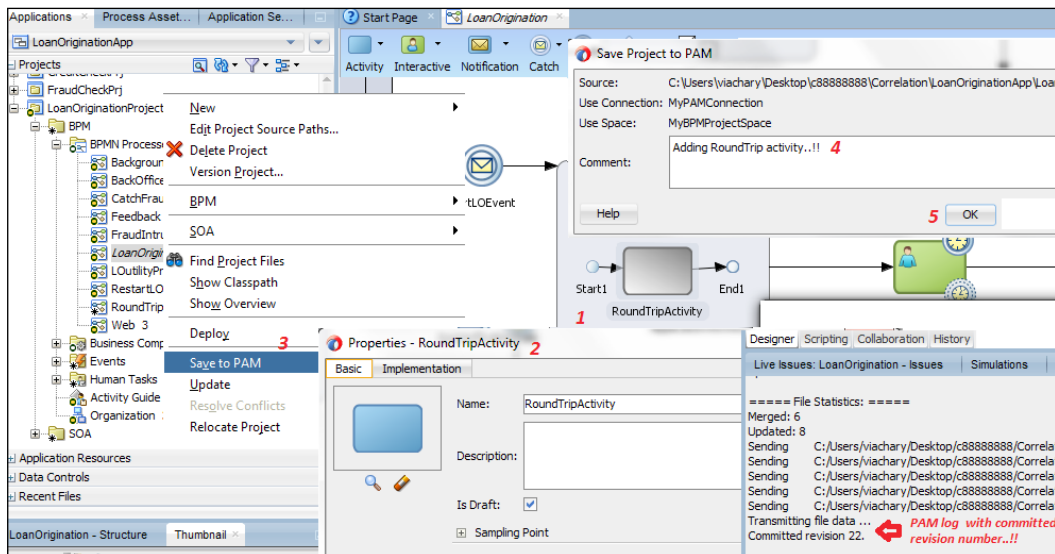 Applications
Process Asset...
Application Se...
Start Page
LoanOrigination
LoanOriginationApp
Projects
FraudCheckPrj
LoanOriginationProject
BPM
BPMN Processe
Backgroun
BackOffice
CatchFrau
Feedback
FraudIntru
LoanOrigin
LOutilityPr
RestartLO
RoundTrip
Web 3
Business Comp
Events
Human Tasks
Activity Guide
Organization
SOA
Application Resources
Data Controls
Recent Files
LoanOrigination - Structure
Thumbnail
New
Edit Project Source Paths...
Delete Project
Version Project...
BPM
SOA
Find Project Files
Show Classpath
Show Overview
Deploy
3
Save to PAM
Update
Resolve Conflicts
Relocate Project
Activity
Interactive
Notification
Catch
rtLOEvent
Save Project to PAM
Source: C:\Users\viachary\Desktop\c88888888\Correlation\LoanOriginationApp\Loa
Use Connection: MyPAMConnection
Use Space: MyBPMProjectSpace
Comment: Adding RoundTrip activity..!! 4
Help
5
OK
Start1
End1
RoundTripActivity
1
Properties - RoundTripActivity 2
Basic
Implementation
Name: RoundTripActivity
Description:
Is Draft:
Sampling Point
Designer
Scripting
Collaboration
History
Live Issues: LoanOrigination - Issues
Simulations
===== File Statistics: =====
Merged: 6
Updated: 8
Sending C:/Users/viachary/Desktop/c88888888/Correla
Sending C:/Users/viachary/Desktop/c88888888/Correla
Sending C:/Users/viachary/Desktop/c88888888/Correla
Sending C:/Users/viachary/Desktop/c88888888/Correla
Sending C:/Users/viachary/Desktop/c88888888/Correla
Transmitting file data ...
Committed revision 22.
PAM log with committed
revision number..!!